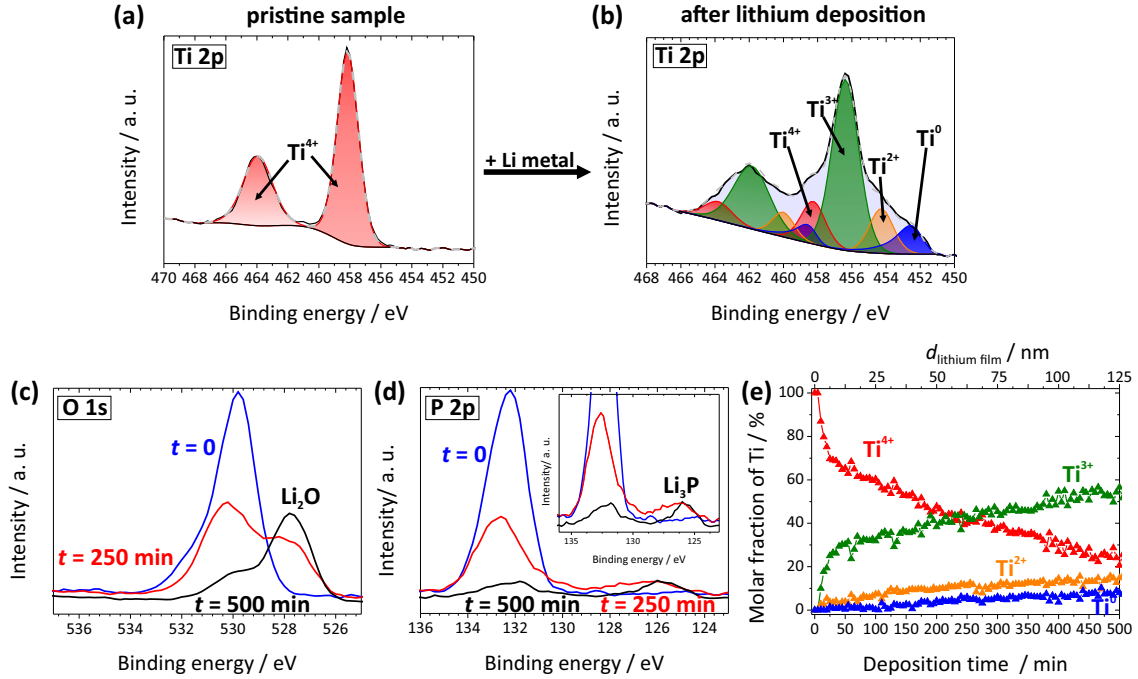 (a)
pristine sample
Ti 2p
Ti4+
Intensity / a. u.
470 468 466 464 462 460 458 456 454 452 450
Binding energy / eV
+ Li metal
(b)
after lithium deposition
Ti 2p
Ti3+
Ti4+
Ti2+
Ti0
Intensity / a. u.
468 466 464 462 460 458 456 454 452 450
Binding energy / eV
(c)
O 1s
t = 0
Li2O
t = 250 min
t = 500 min
Intensity / a. u.
536 534 532 530 528 526
Binding energy / eV
(d)
P 2p
t = 0
t = 500 min
t = 250 min
Intensity/ a. u.
136 134 132 130 128 126 124
Binding energy / eV
Li3P
Intensity/ a. u.
135 130 125
Binding energy / eV
(e)
dlithium film / nm
0 25 50 75 100 125
Ti4+
Ti3+
Ti2+
Ti0
Molar fraction of Ti / %
100
80
60
40
20
0
0 50 100 150 200 250 300 350 400 450 500
Deposition time / min